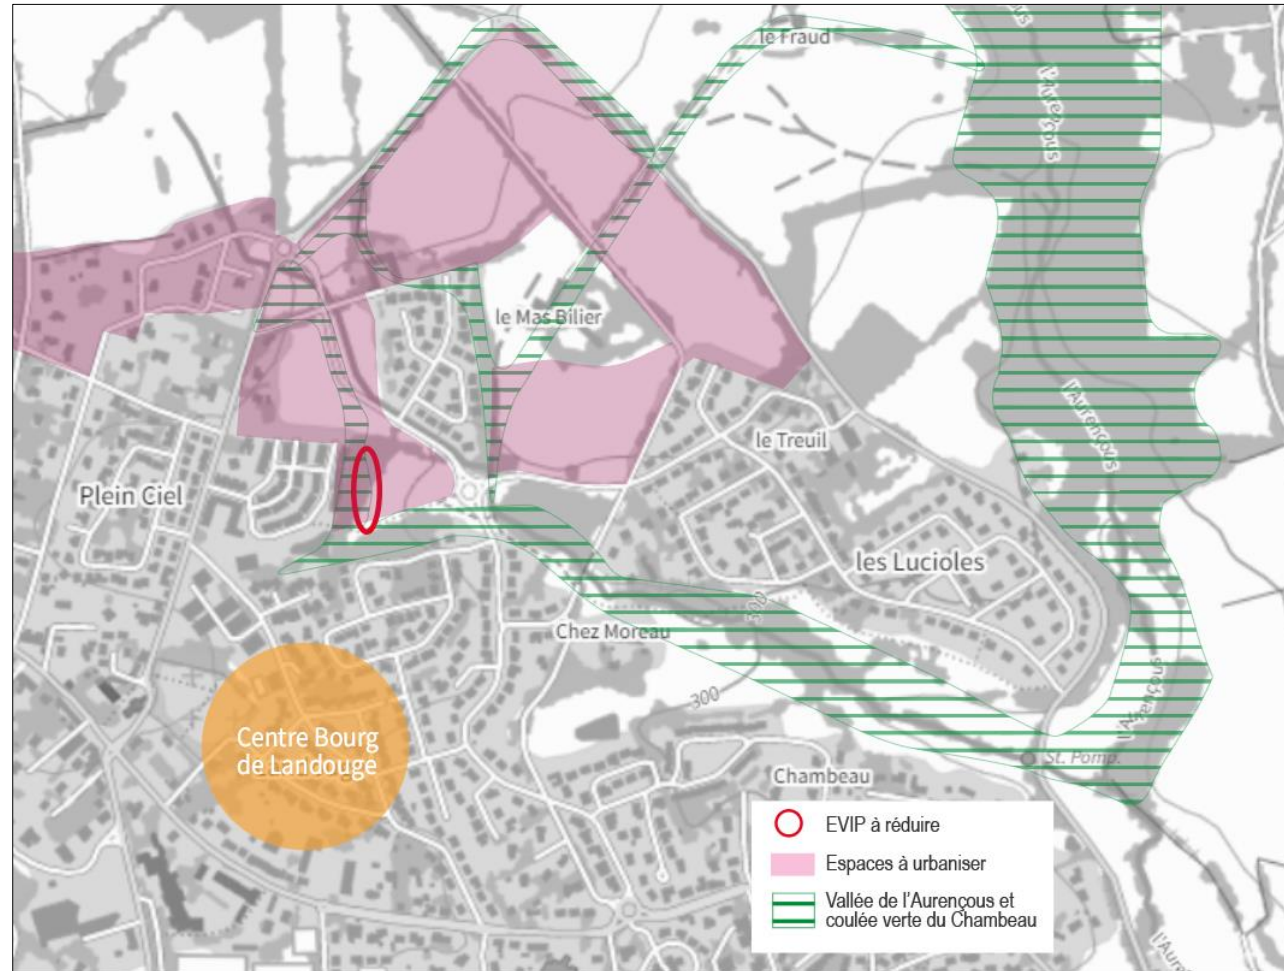 le Fraud
l'Aurençous
le Mas Bilier
le Treuil
l'Aurençous
Plein Ciel
les Lucioles
300
Chez Moreau
300
Centre Bourg
de Landouge
St. Pomp.
Chambeau
EVIP à réduire
Espaces à urbaniser
Vallée de l'Aurençous et
coulée verte du Chambeau